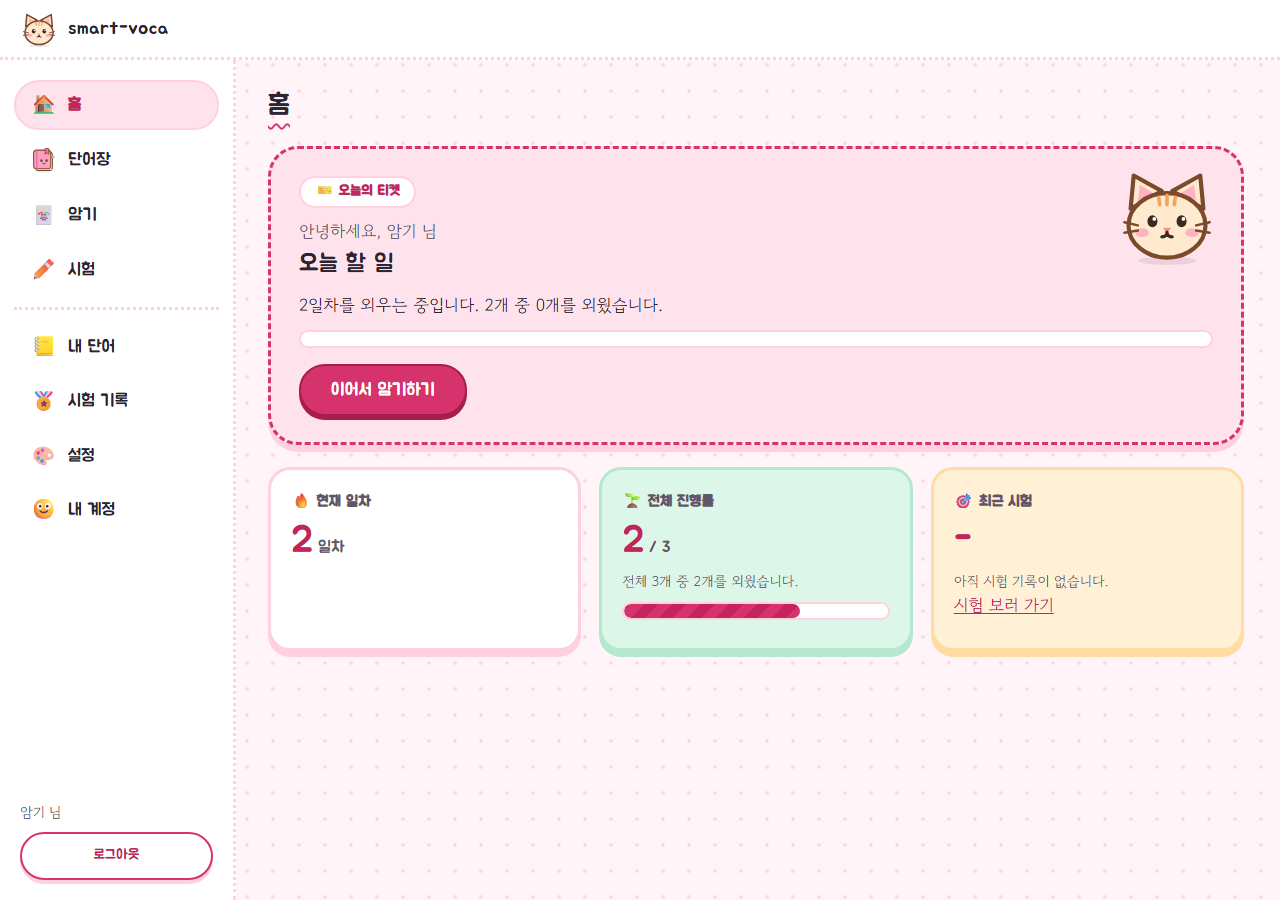 smart-voca
홈
단어장
암기
시험
내 단어
시험 기록
설정
내 계정
암기 님
로그아웃
홈
오늘의 티켓
안녕하세요, 암기 님
오늘 할 일
2일차를 외우는 중입니다. 2개 중 0개를 외웠습니다.
이어서 암기하기
현재 일차
2 일차
전체 진행률
2 / 3
전체 3개 중 2개를 외웠습니다.
최근 시험
–
아직 시험 기록이 없습니다.
시험 보러 가기